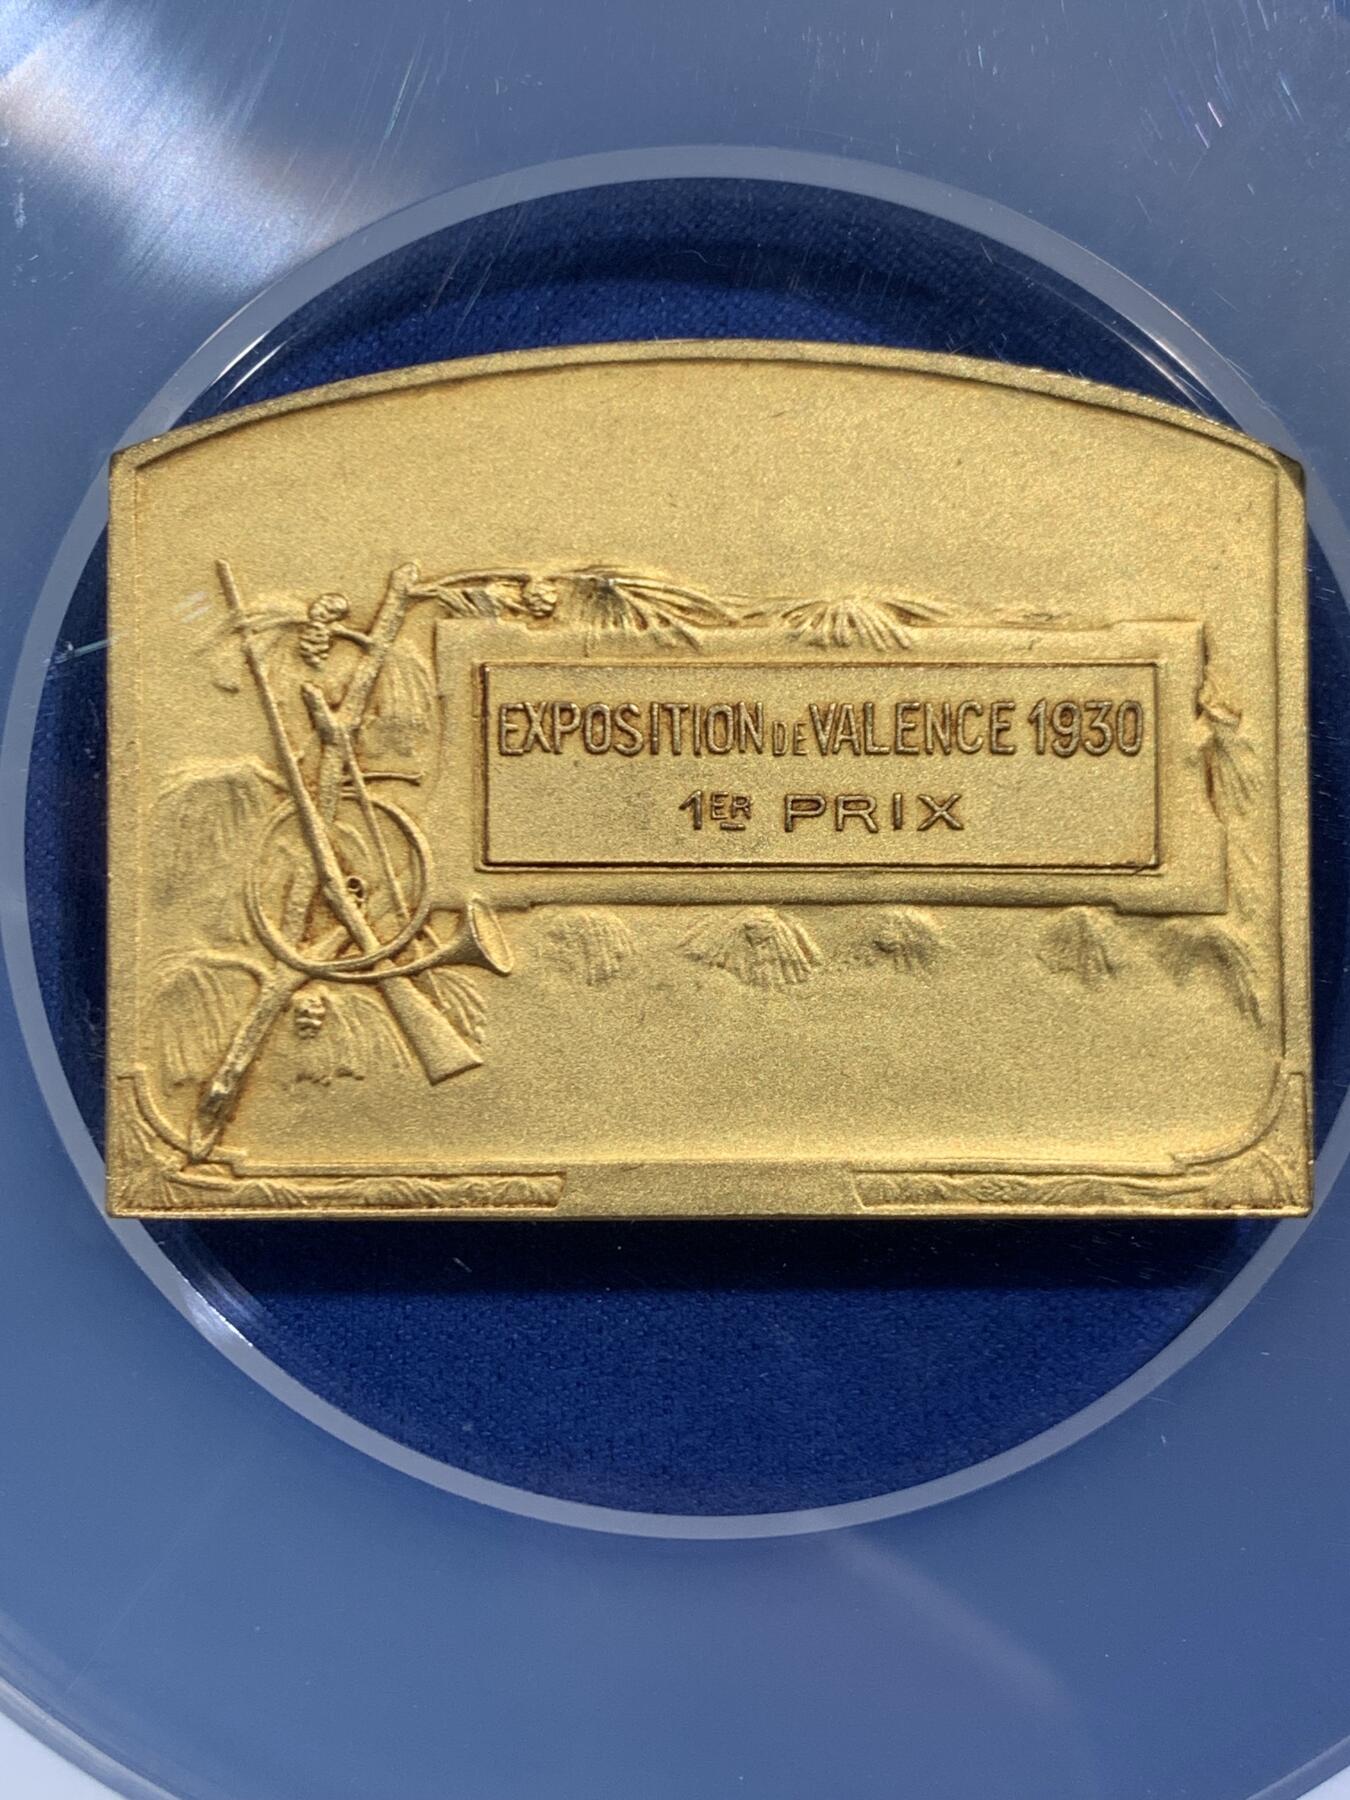 EXPOSITION DE VALENCE 1930
1ER PRIX